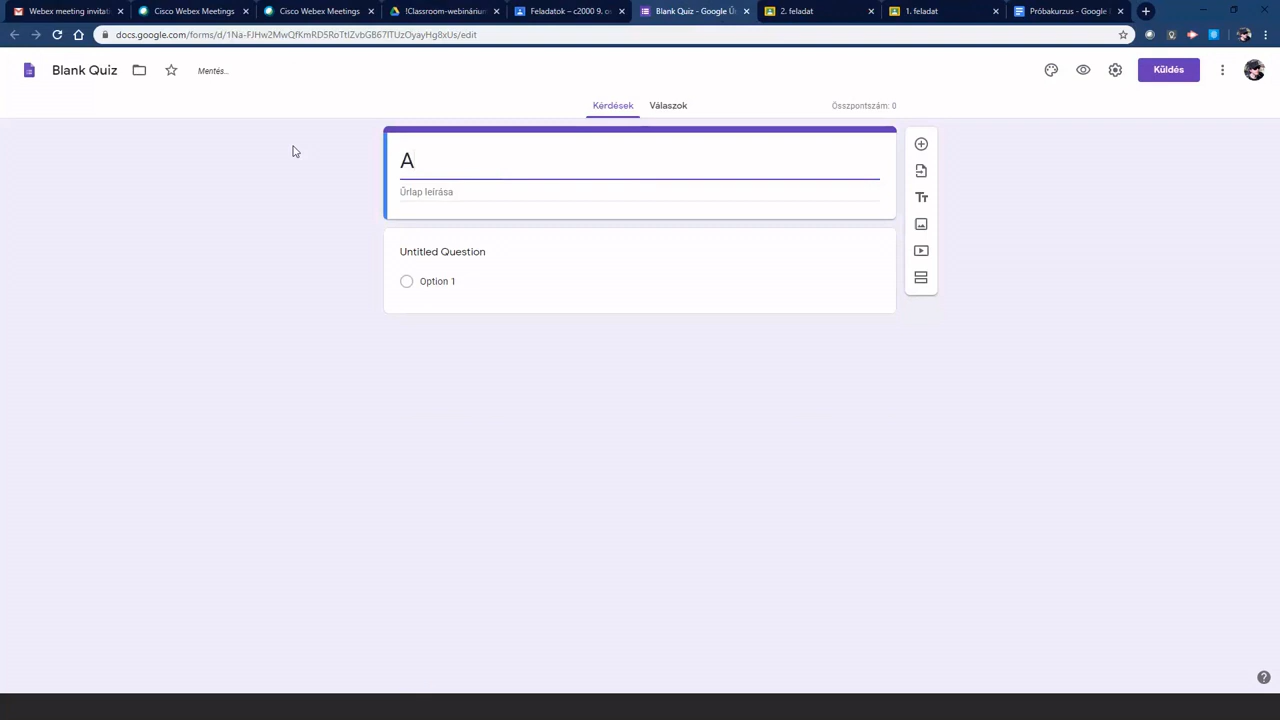 Webex meeting invitat
Cisco Webex Meetings
Cisco Webex Meetings
!Classroom-webinárium
Feladatok – c2000 9. o
Blank Quiz - Google Ű
2. feladat
1. feladat
Próbakurzus - Google
docs.google.com/forms/d/1Na-FJHw2MwQfKmRD5RoTtIZvbGB67ITUzOyayHg8xUs/edit
Blank Quiz
Mentés...
Küldés
Kérdések
Válaszok
Összpontszám: 0
A
Űrlap leírása
Tт
Untitled Question
Option 1